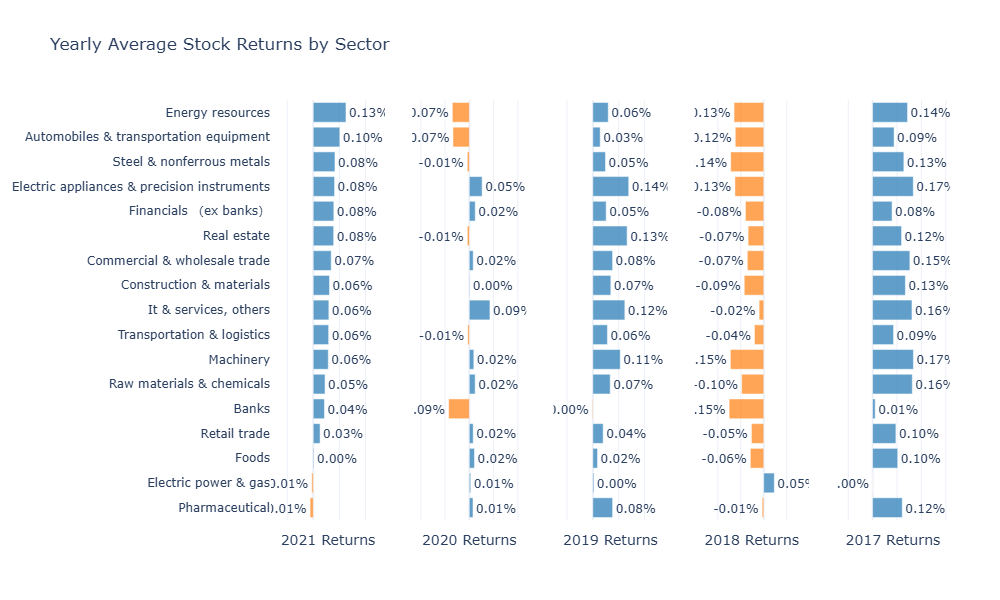 Yearly Average Stock Returns by Sector
Energy resources 0.13% 0.07% 0.06% 0.13% 0.14%
Automobiles & transportation equipment 0.10% 0.07% 0.03% 0.12% 0.09%
Steel & nonferrous metals 0.08% -0.01% 0.05% .14% 0.13%
Electric appliances & precision instruments 0.08% 0.05% 0.14% 0.13% 0.17%
Financials （ex banks） 0.08% 0.02% 0.05% -0.08% 0.08%
Real estate 0.08% -0.01% 0.13% -0.07% 0.12%
Commercial & wholesale trade 0.07% 0.02% 0.08% -0.07% 0.15%
Construction & materials 0.06% 0.00% 0.07% -0.09% 0.13%
It & services, others 0.06% 0.09% 0.12% -0.02% 0.16%
Transportation & logistics 0.06% -0.01% 0.06% -0.04% 0.09%
Machinery 0.06% 0.02% 0.11% .15% 0.17%
Raw materials & chemicals 0.05% 0.02% 0.07% -0.10% 0.16%
Banks 0.04% .09% 0.00% .15% 0.01%
Retail trade 0.03% 0.02% 0.04% -0.05% 0.10%
Foods 0.00% 0.02% 0.02% -0.06% 0.10%
Electric power & gas 0.01% 0.01% 0.00% 0.05% .00%
Pharmaceutical 0.01% 0.01% 0.08% -0.01% 0.12%
2021 Returns 2020 Returns 2019 Returns 2018 Returns 2017 Returns